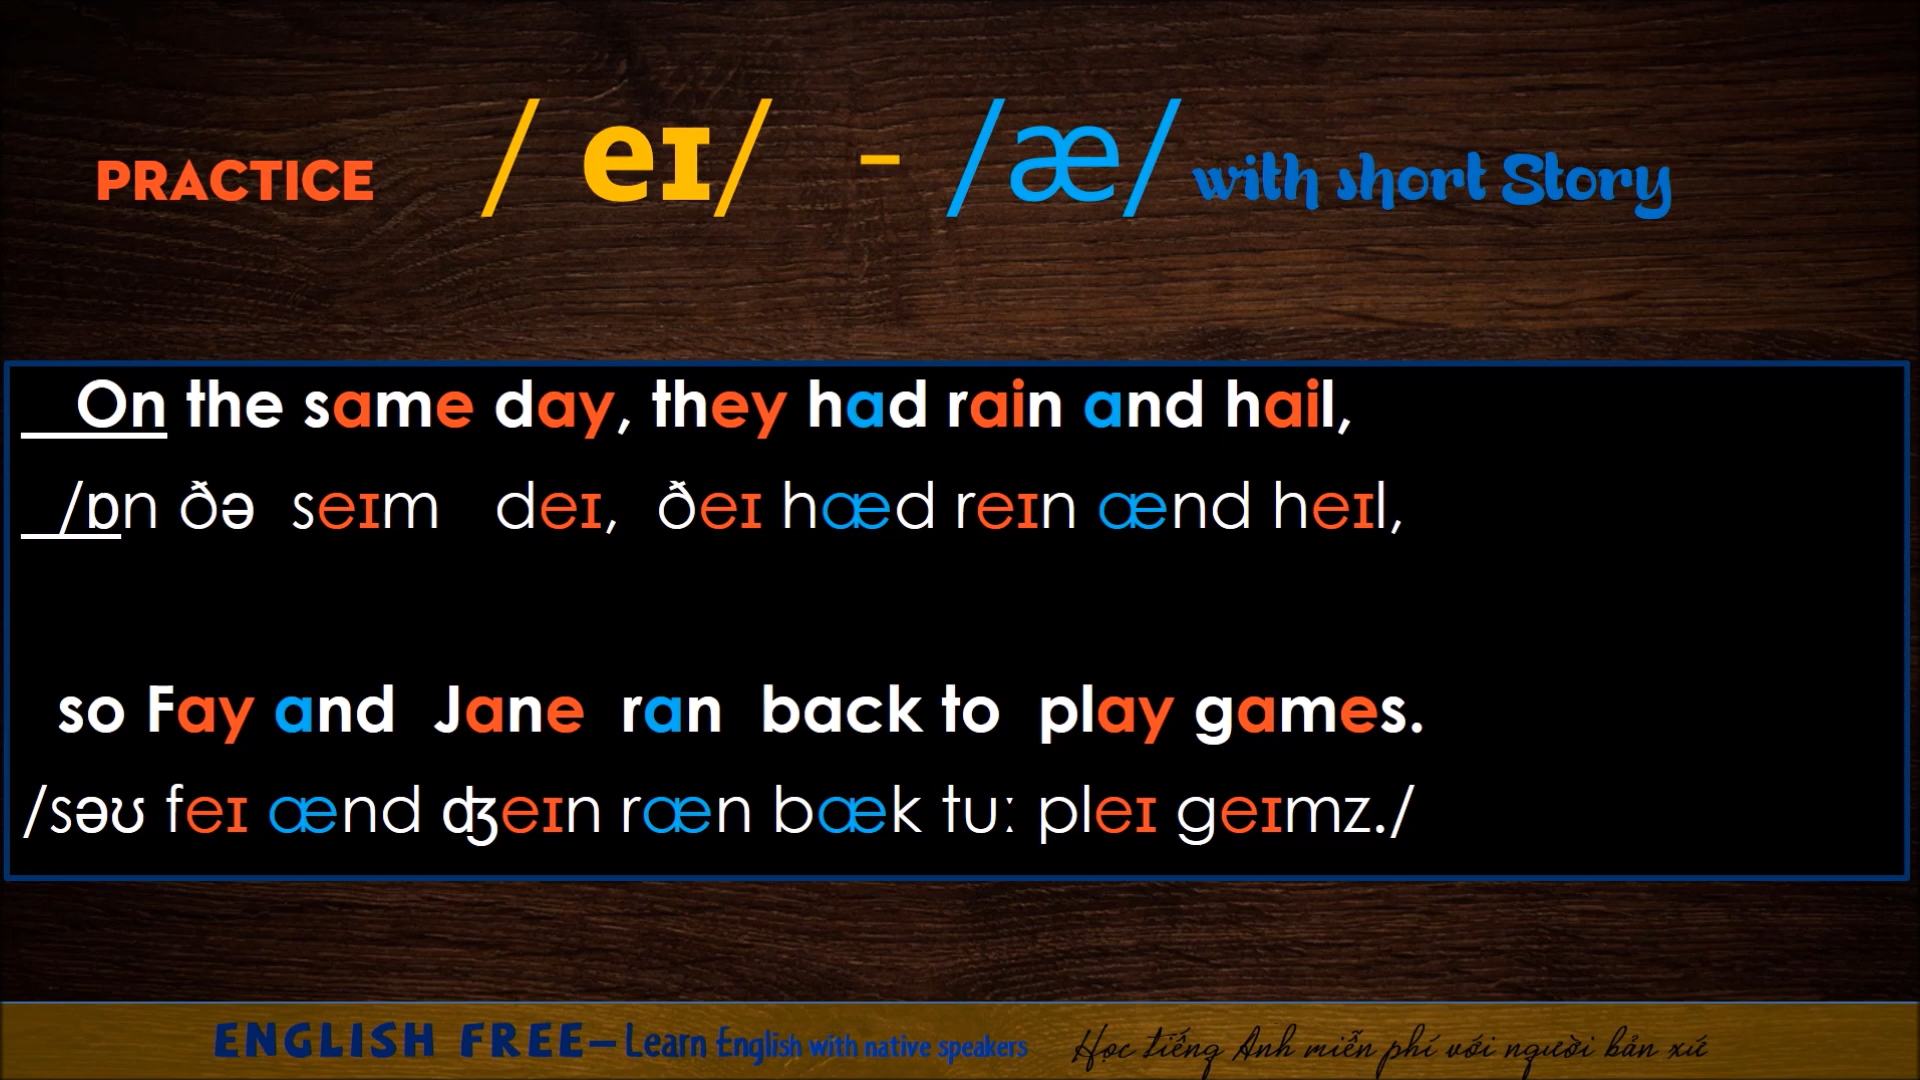 PRACTICE / eɪ/ - /æ/ with short Story
On the same day, they had rain and hail,
/ɒn ðə seɪm deɪ, ðeɪ hæd reɪn ænd heɪl,
so Fay and Jane ran back to play games.
/səʊ feɪ ænd ʤeɪn ræn bæk tuː pleɪ geɪmz./
ENGLISH FREE – Learn English with native speakers Học tiếng Anh miễn phí với người bản xứ